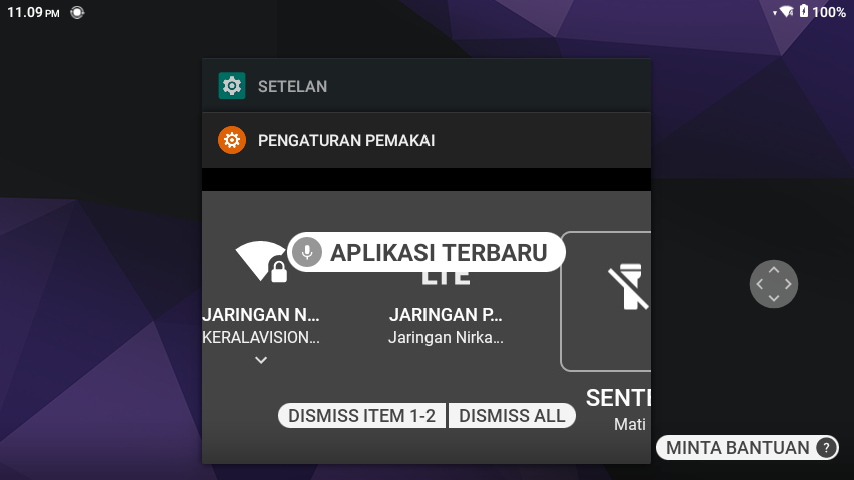 11.09 PM
100%
SETELAN
PENGATURAN PEMAKAI
APLIKASI TERBARU
LTE
JARINGAN N...
JARINGAN P...
KERALAVISION...
Jaringan Nirka...
SENTE
Mati
DISMISS ITEM 1-2
DISMISS ALL
MINTA BANTUAN ?